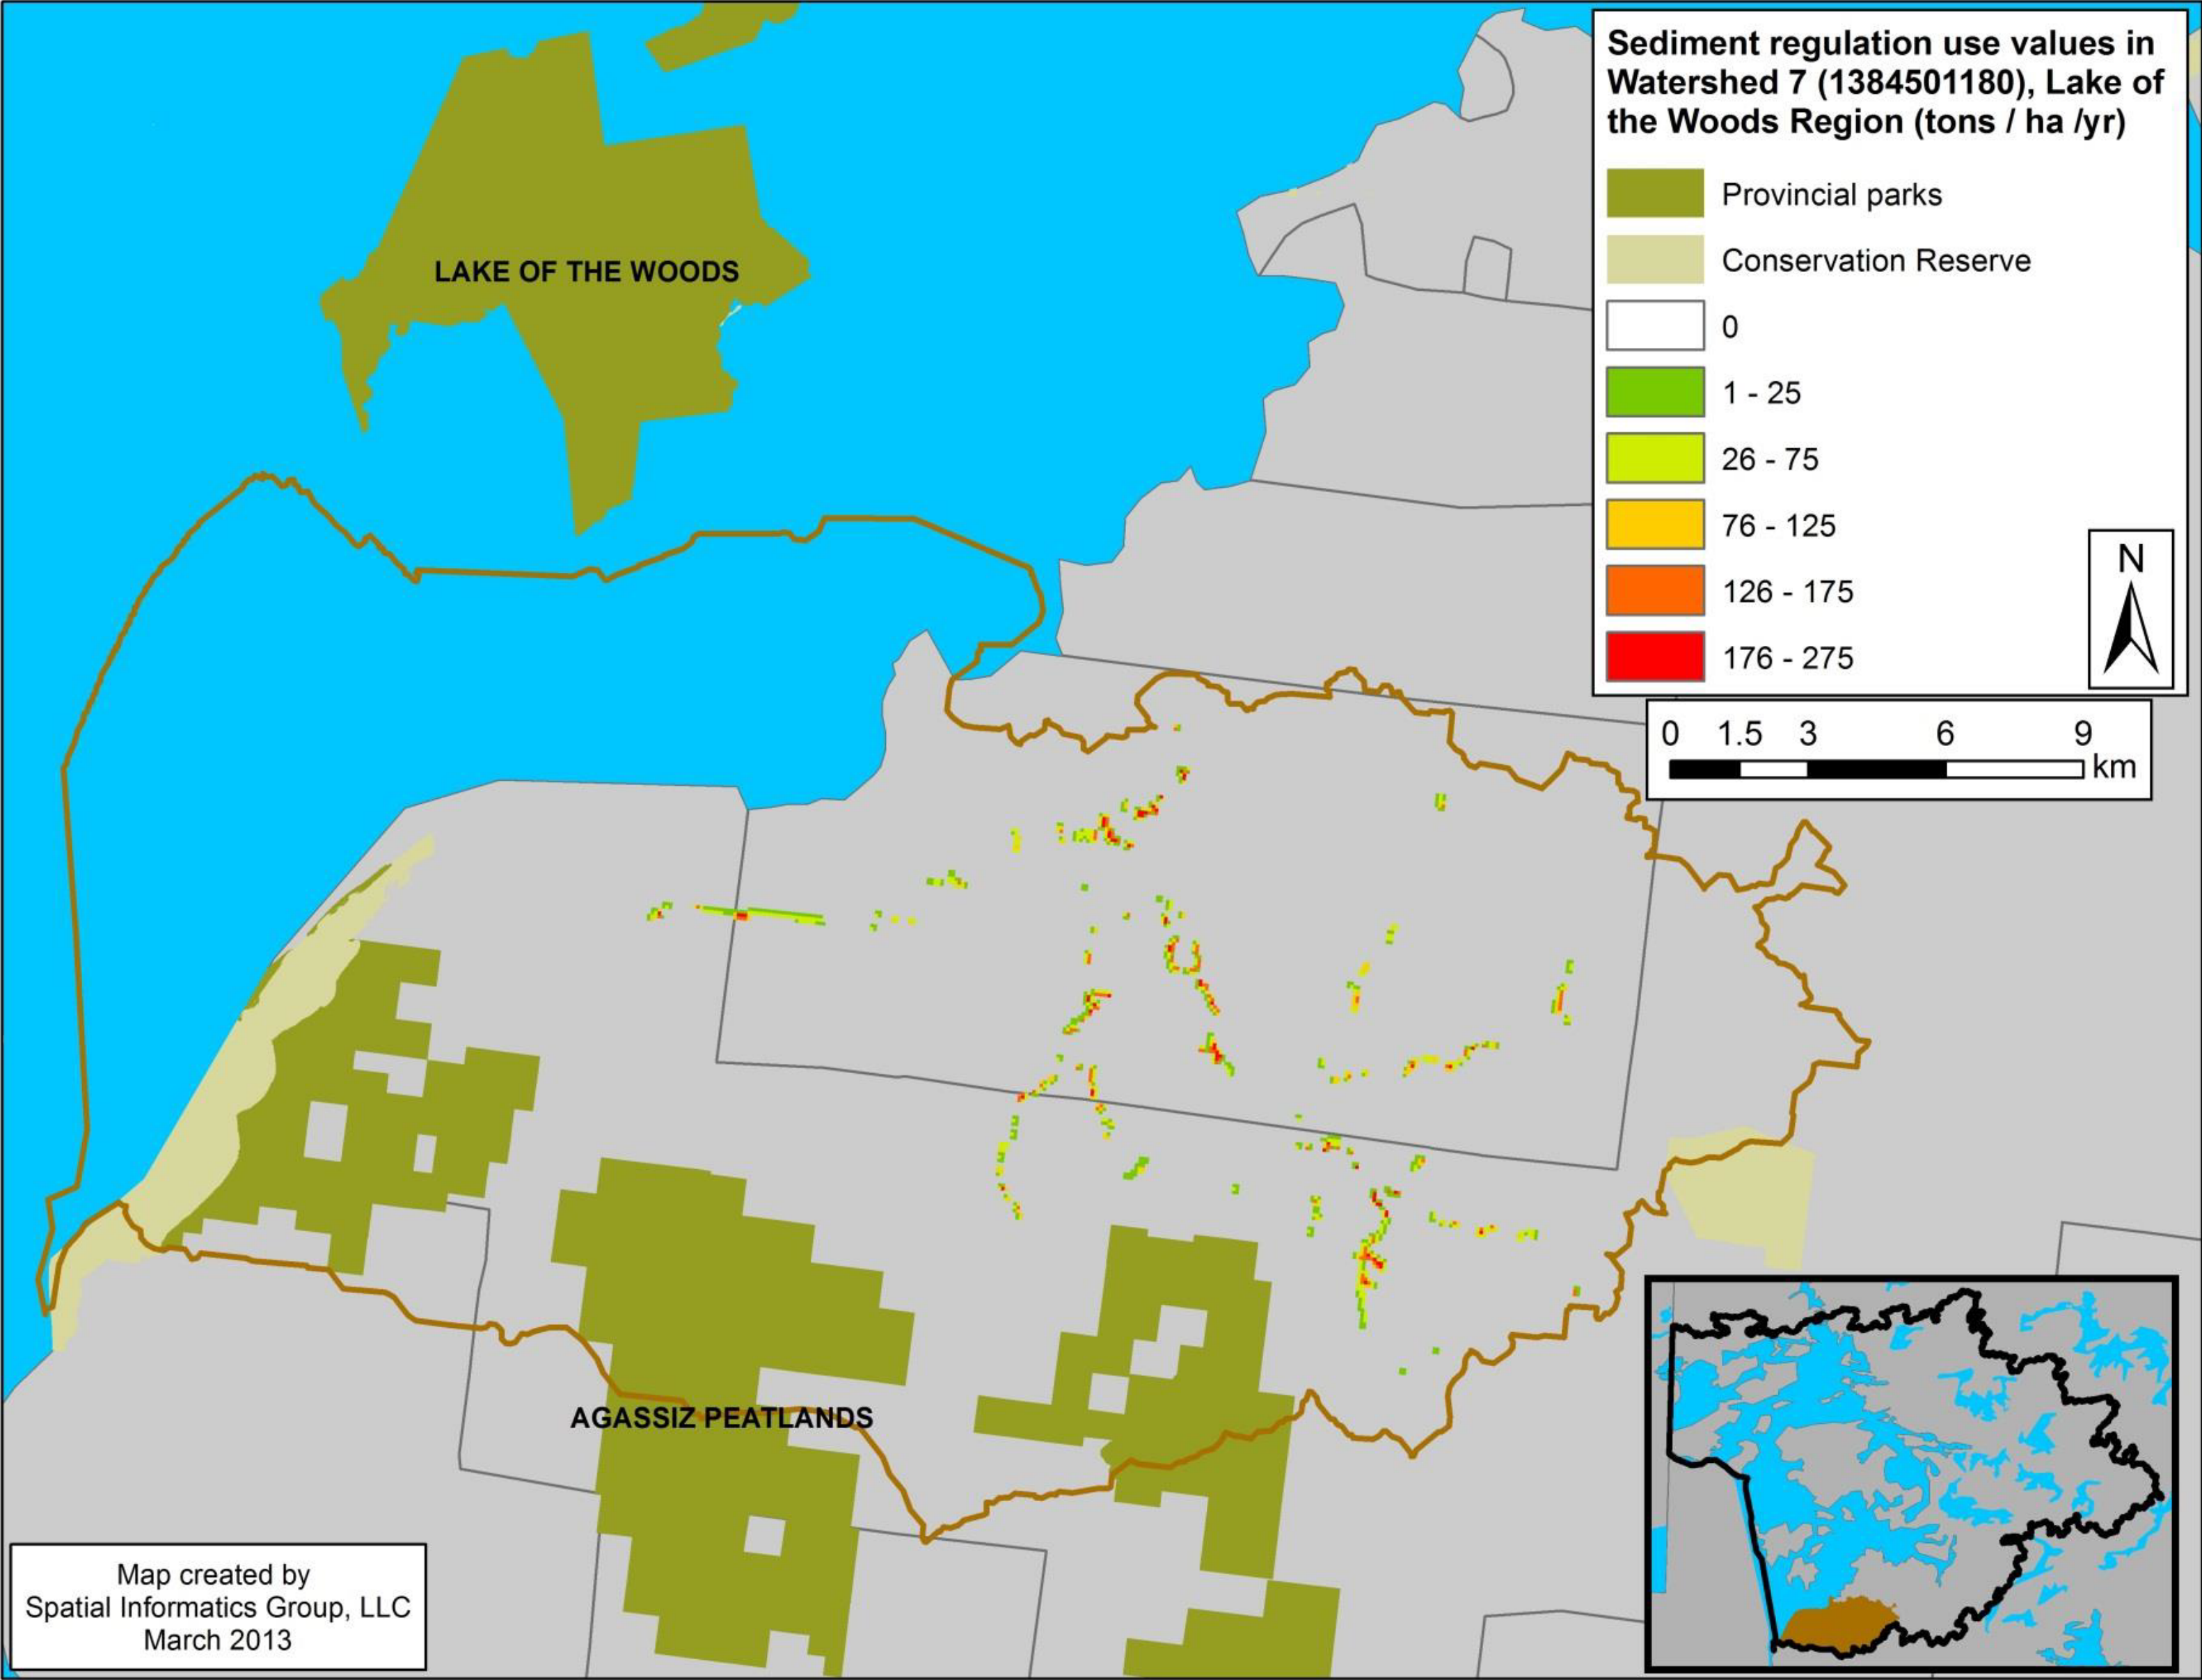 Sediment regulation use values in
Watershed 7 (1384501180), Lake of
the Woods Region (tons / ha /yr)
Provincial parks
Conservation Reserve
0
1 - 25
26 - 75
76 - 125
126 - 175
176 - 275
N
0 1.5 3 6 9
km
LAKE OF THE WOODS
AGASSIZ PEATLANDS
Map created by
Spatial Informatics Group, LLC
March 2013